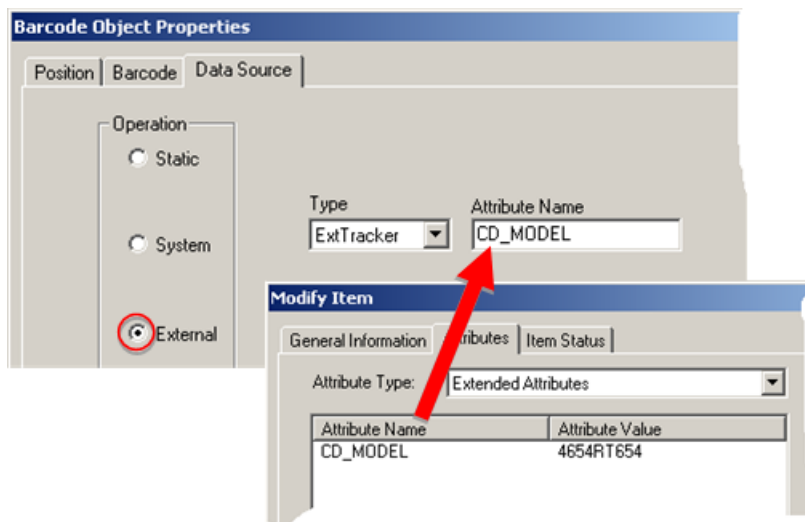 Barcode Object Properties
Position Barcode Data Source
Operation
Static
Type Attribute Name
ExtTracker CD_MODEL
System
Modify Item
External
General Information Attributes Item Status
Attribute Type: Extended Attributes
Attribute Name Attribute Value
CD_MODEL 4654RT654